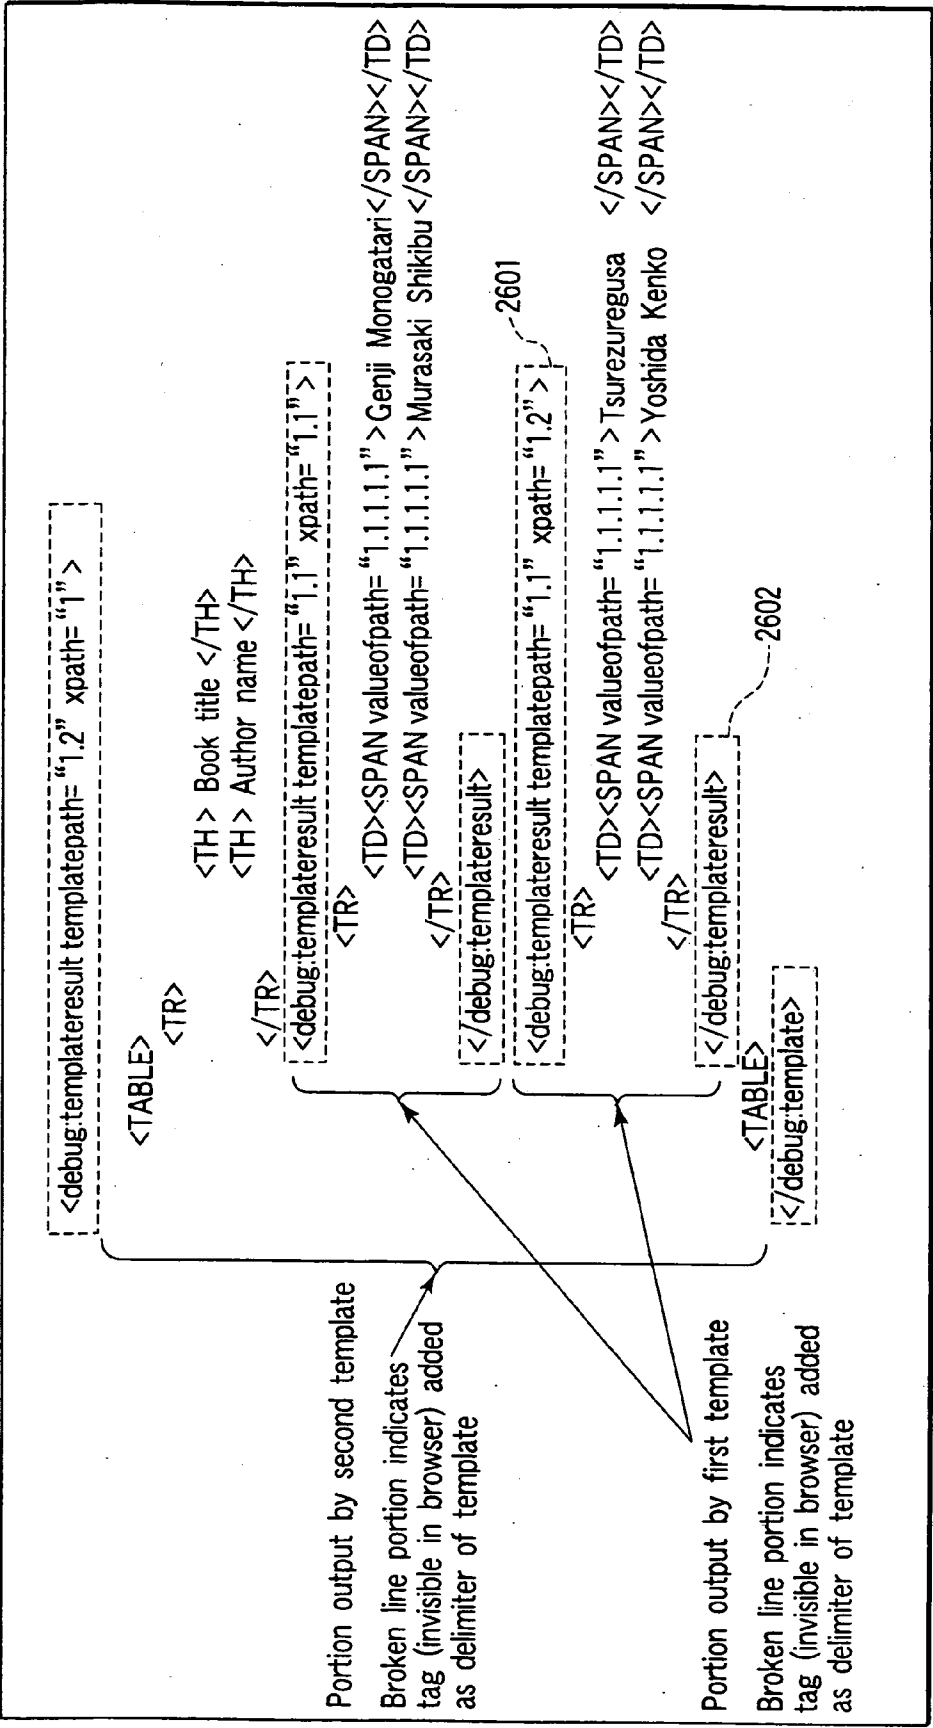 <debug:templateresult templatepath=“1.2” xpath=“1”>
<TABLE>
<TR>
<TH> Book title </TH>
<TH> Author name </TH>
</TR>
<debug:templateresult templatepath=“1.1” xpath=“1.1”>
<TR>
<TD><SPAN valueofpath=“1.1.1.1.1”>Genji Monogatari</SPAN></TD>
<TD><SPAN valueofpath=“1.1.1.1.1”>Murasaki Shikibu</SPAN></TD>
</TR>
</debug:templateresult>
2601
<debug:templateresult templatepath=“1.1” xpath=“1.2”>
<TR>
<TD><SPAN valueofpath=“1.1.1.1.1”>Tsurezuregusa </SPAN></TD>
<TD><SPAN valueofpath=“1.1.1.1.1”>Yoshida Kenko </SPAN></TD>
</TR>
</debug:templateresult>
2602
<TABLE>
</debug:template>
Portion output by second template
Broken line portion indicates
tag (invisible in browser) added
as delimiter of template
Portion output by first template
Broken line portion indicates
tag (invisible in browser) added
as delimiter of template